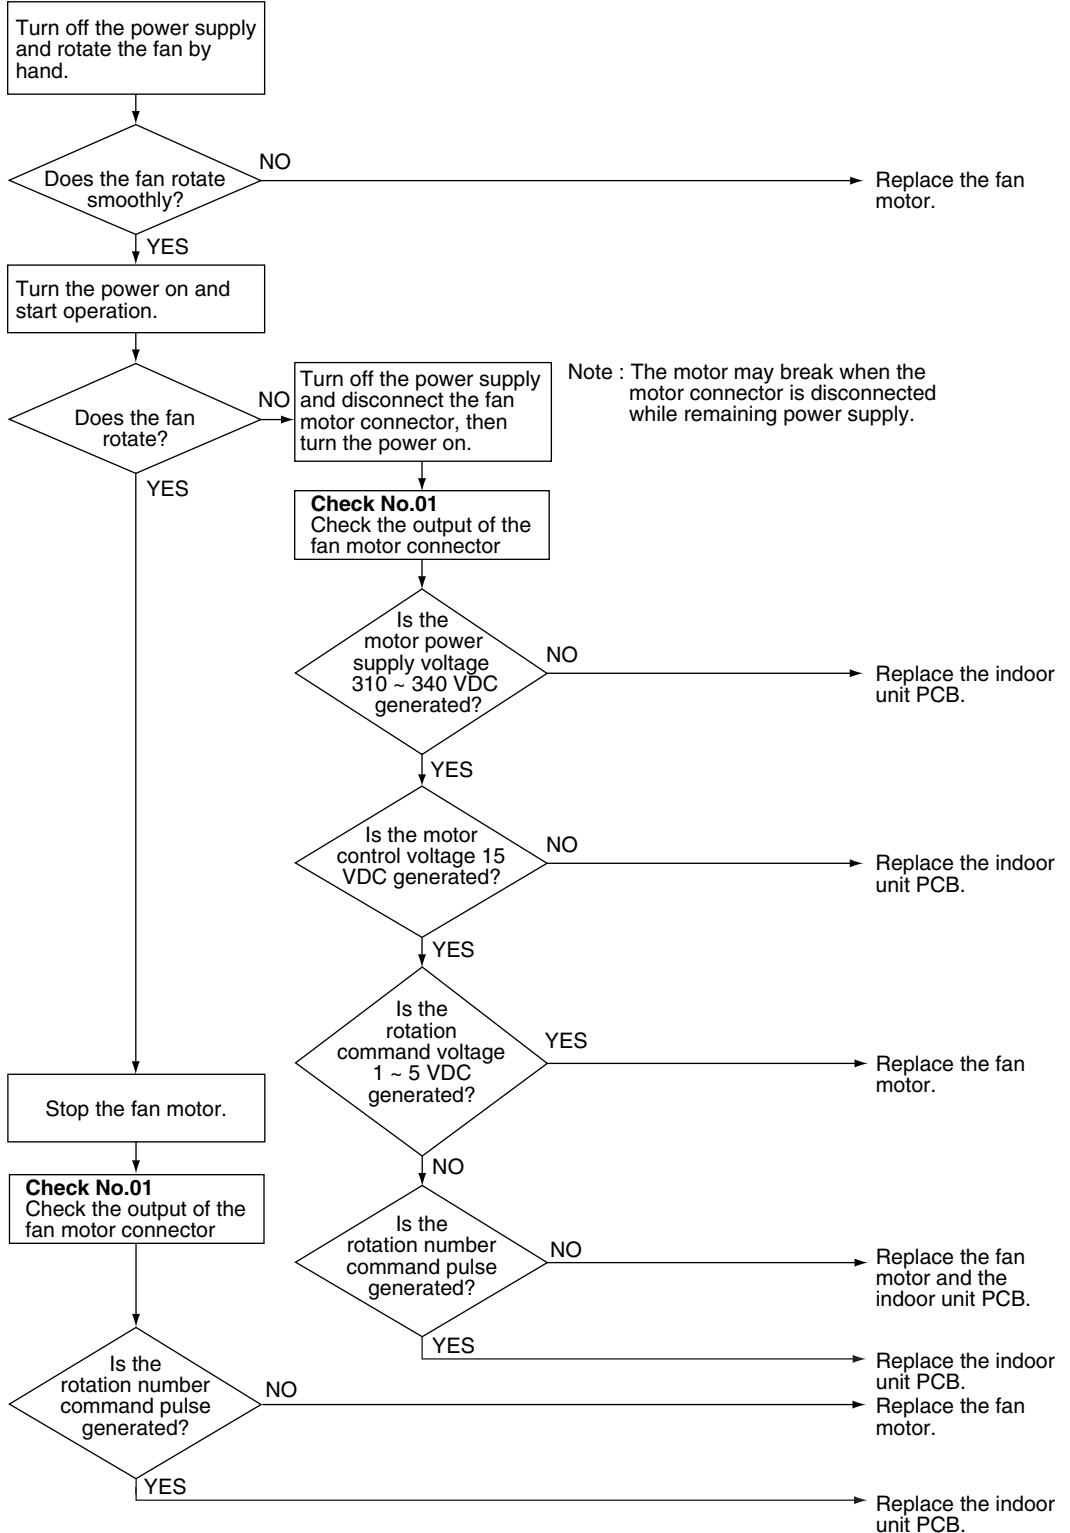 Turn off the power supply
and rotate the fan by
hand.
Does the fan rotate
smoothly?
NO
Replace the fan
motor.
YES
Turn the power on and
start operation.
Does the fan
rotate?
NO
Turn off the power supply
and disconnect the fan
motor connector, then
turn the power on.
Note : The motor may break when the
motor connector is disconnected
while remaining power supply.
YES
Check No.01
Check the output of the
fan motor connector
Is the
motor power
supply voltage
310 ~ 340 VDC
generated?
NO
Replace the indoor
unit PCB.
YES
Is the motor
control voltage 15
VDC generated?
NO
Replace the indoor
unit PCB.
YES
Is the
rotation
command voltage
1 ~ 5 VDC
generated?
YES
Replace the fan
motor.
NO
Is the
rotation number
command pulse
generated?
NO
Replace the fan
motor and the
indoor unit PCB.
YES
Replace the indoor
unit PCB.
Stop the fan motor.
Check No.01
Check the output of the
fan motor connector
Is the
rotation number
command pulse
generated?
NO
Replace the fan
motor.
YES
Replace the indoor
unit PCB.